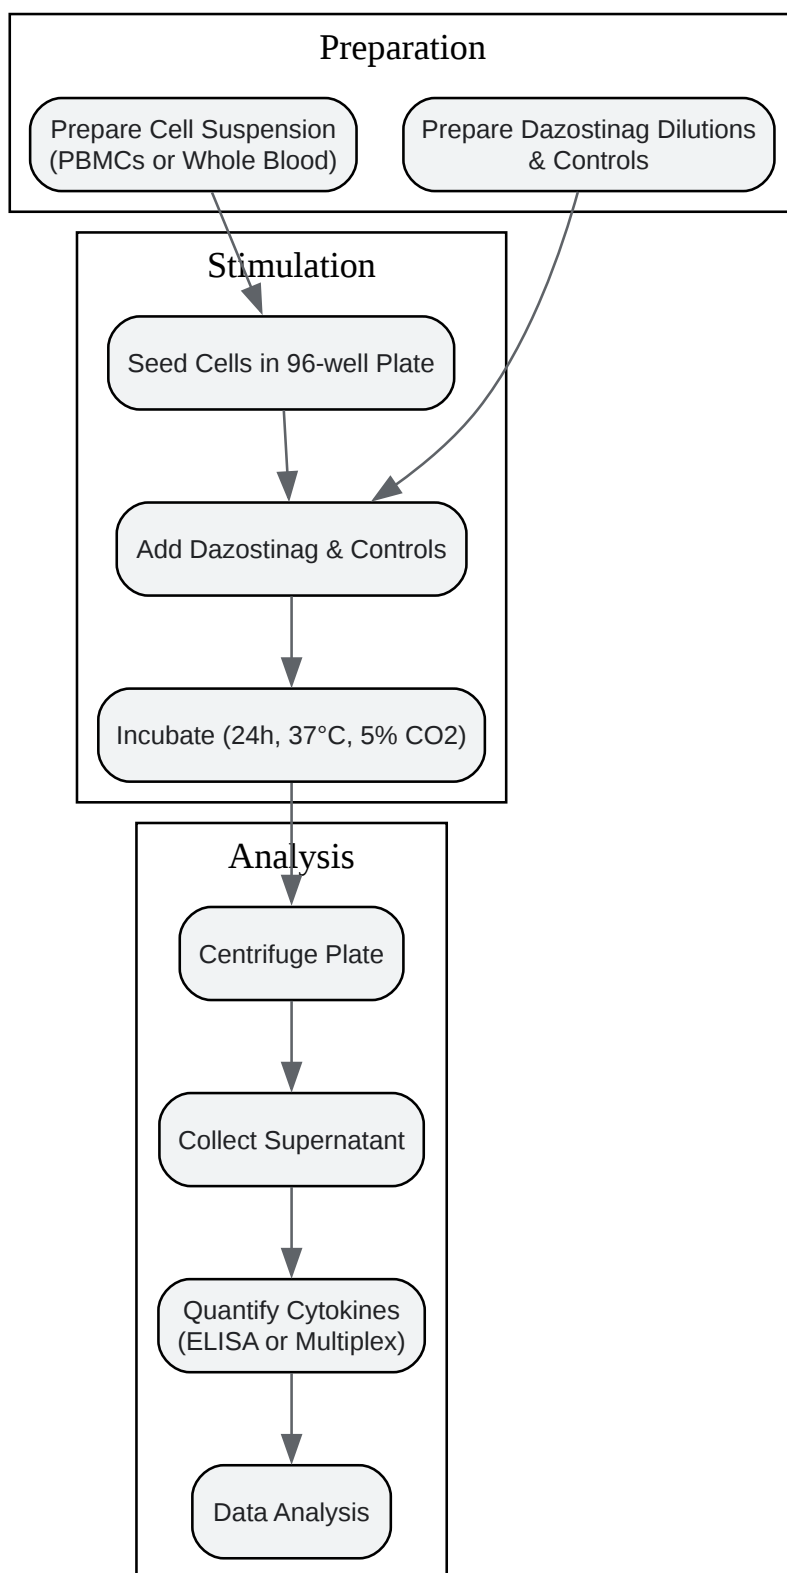 Preparation
Prepare Cell Suspension
(PBMCs or Whole Blood)
Prepare Dazostinag Dilutions
& Controls
Stimulation
Seed Cells in 96-well Plate
Add Dazostinag & Controls
Incubate (24h, 37°C, 5% CO2)
Analysis
Centrifuge Plate
Collect Supernatant
Quantify Cytokines
(ELISA or Multiplex)
Data Analysis